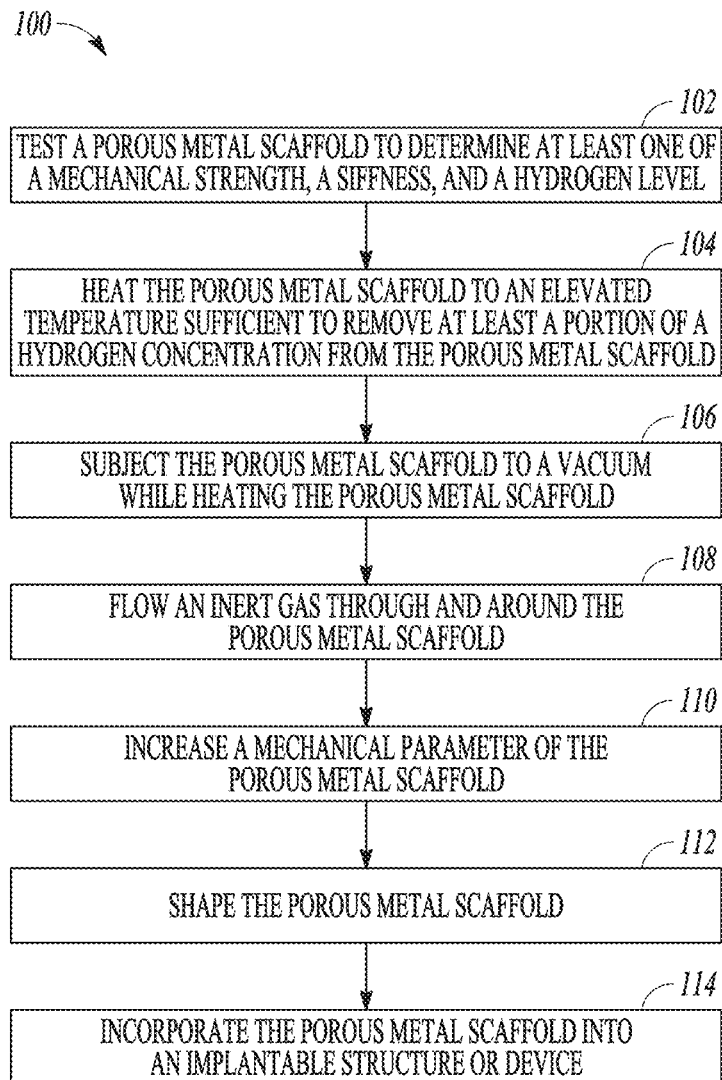 100
102
TEST A POROUS METAL SCAFFOLD TO DETERMINE AT LEAST ONE OF
A MECHANICAL STRENGTH, A SIFFNESS, AND A HYDROGEN LEVEL
104
HEAT THE POROUS METAL SCAFFOLD TO AN ELEVATED
TEMPERATURE SUFFICIENT TO REMOVE AT LEAST A PORTION OF A
HYDROGEN CONCENTRATION FROM THE POROUS METAL SCAFFOLD
106
SUBJECT THE POROUS METAL SCAFFOLD TO A VACUUM
WHILE HEATING THE POROUS METAL SCAFFOLD
108
FLOW AN INERT GAS THROUGH AND AROUND THE
POROUS METAL SCAFFOLD
110
INCREASE A MECHANICAL PARAMETER OF THE
POROUS METAL SCAFFOLD
112
SHAPE THE POROUS METAL SCAFFOLD
114
INCORPORATE THE POROUS METAL SCAFFOLD INTO
AN IMPLANTABLE STRUCTURE OR DEVICE